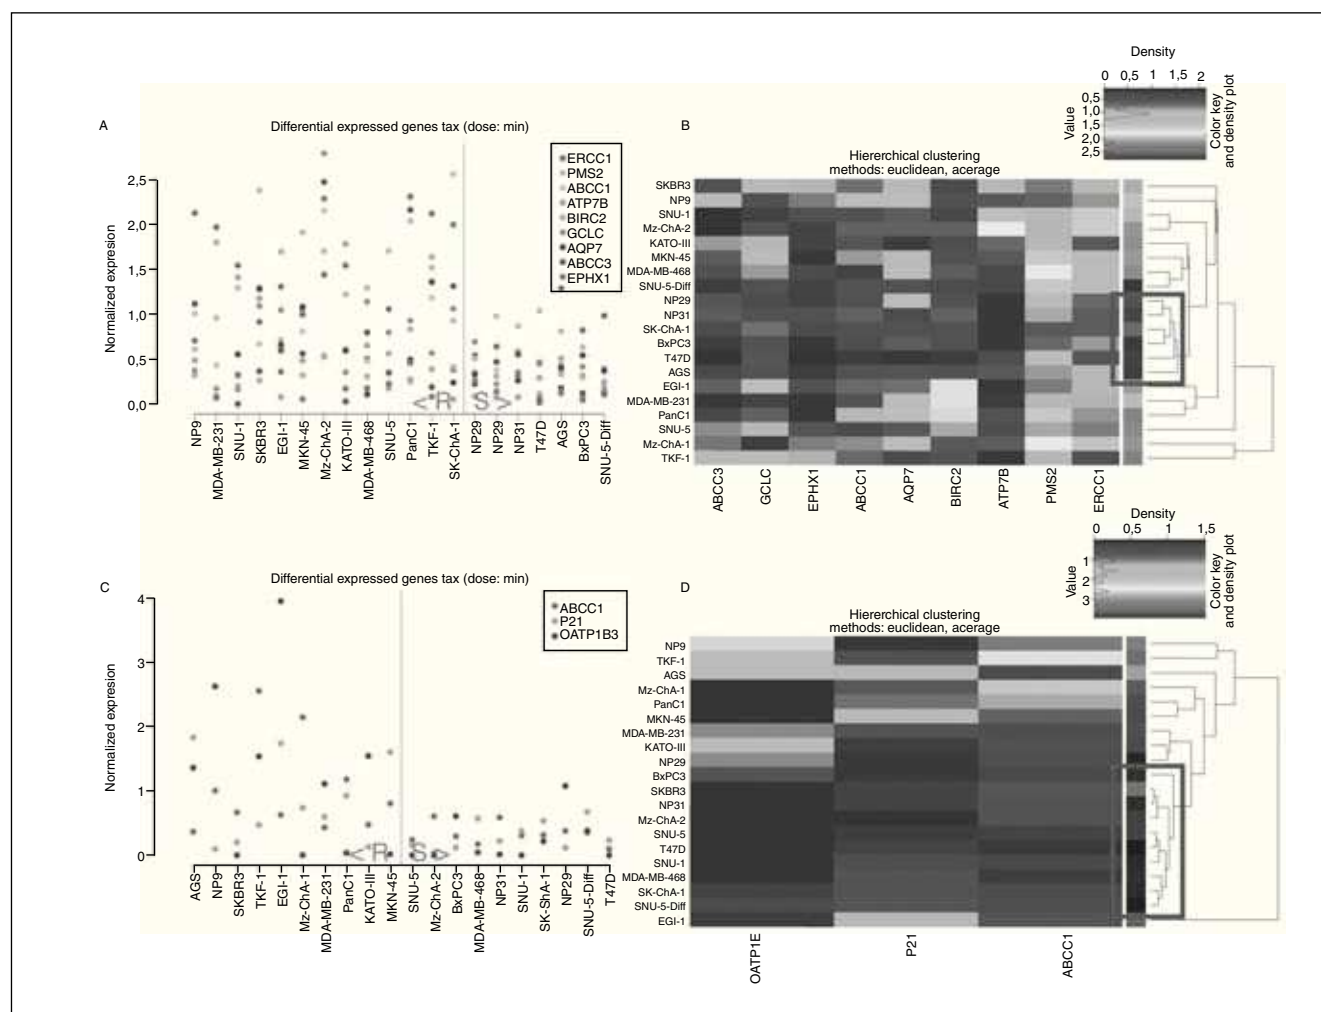 A
Differential expressed genes tax (dose: min)
Normalized expression
2,5
2,0
1,5
1,0
0,5
0,0
ERCC1
PMS2
ABCC1
ATP7B
BIRC2
GCLC
AQP7
ABCC3
EPHX1
< R S >
NP9
MDA-MB-231
SNU-1
SKBR3
EGI-1
MKN-45
Mz-ChA-2
KATO-III
MDA-MB-468
SNU-5
PanC1
TKF-1
SK-ChA-1
NP29
NP29
NP31
T47D
AGS
BxPC3
SNU-5-Diff
B
Density
0 0,5 1 1,5 2
Value
0,5
1,0
1,5
2,0
2,5
Color key
and density plot
Hiererchical clustering
methods: euclidean, acerage
SKBR3
NP9
SNU-1
Mz-ChA-2
KATO-III
MKN-45
MDA-MB-468
SNU-5-Diff
NP29
NP31
SK-ChA-1
BxPC3
T47D
AGS
EGI-1
MDA-MB-231
PanC1
SNU-5
Mz-ChA-1
TKF-1
ABCC3
GCLC
EPHX1
ABCC1
AQP7
BIRC2
ATP7B
PMS2
ERCC1
C
Differential expressed genes tax (dose: min)
Normalized expresion
4
3
2
1
0
ABCC1
P21
OATP1B3
< R S >
AGS
NP9
SKBR3
TKF-1
EGI-1
Mz-ChA-1
MDA-MB-231
PanC1
KATO-III
MKN-45
SNU-5
Mz-ChA-2
BxPC3
MDA-MB-468
NP31
SNU-1
SK-ShA-1
NP29
SNU-5-Diff
T47D
D
Density
0 0,5 1 1,5
Value
1
2
3
Color key
and density plot
Hiererchical clustering
methods: euclidean, acerage
NP9
TKF-1
AGS
Mz-ChA-1
PanC1
MKN-45
MDA-MB-231
KATO-III
NP29
BxPC3
SKBR3
NP31
Mz-ChA-2
SNU-5
T47D
SNU-1
MDA-MB-468
SK-ChA-1
SNU-5-Diff
EGI-1
OATP1E
P21
ABCC1